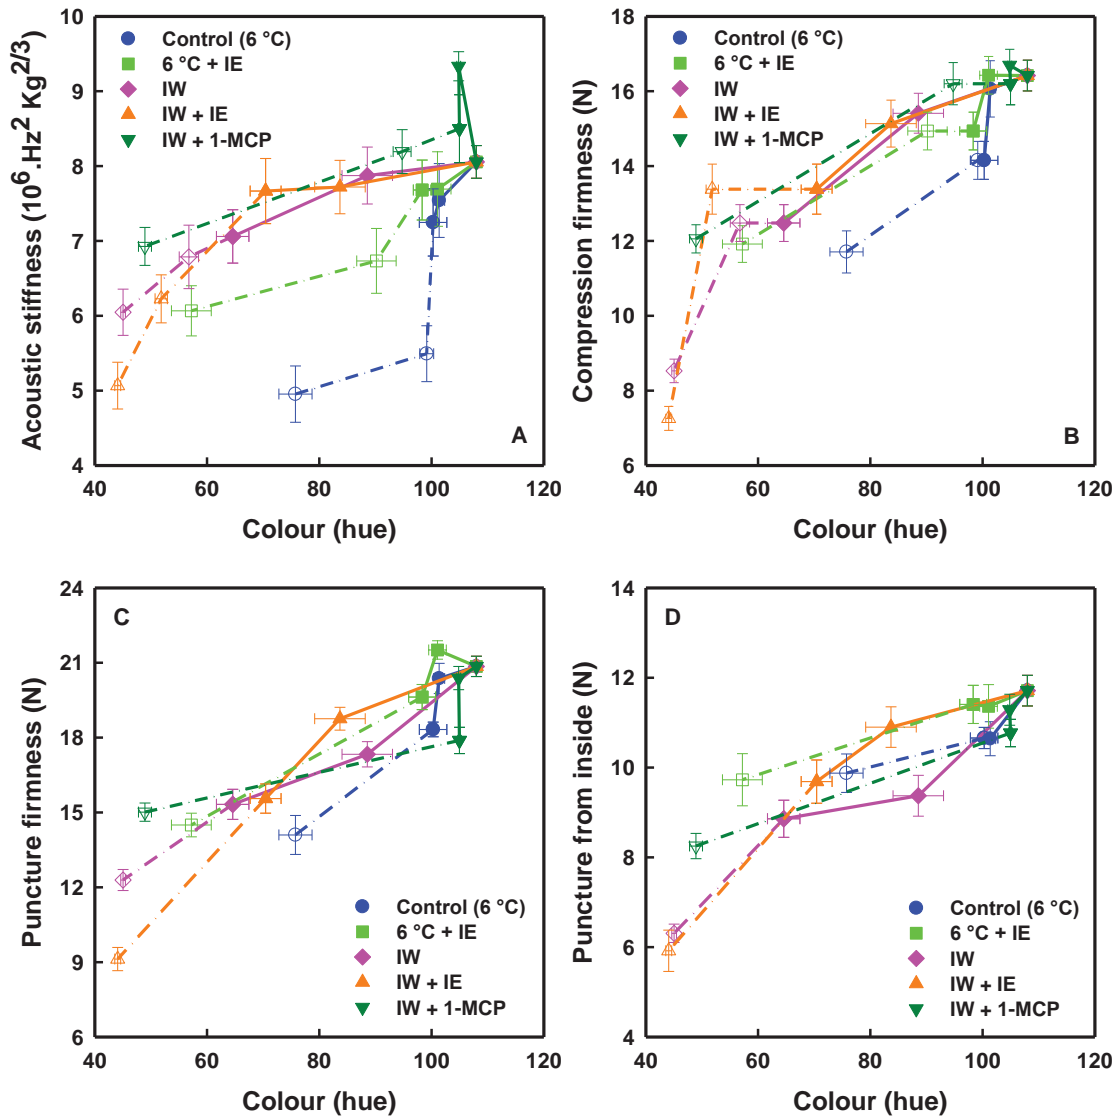 Acoustic stiffness (10⁶.Hz² Kg²/³)
10
9
8
7
6
5
4
Control (6 °C)
6 °C + IE
IW
IW + IE
IW + 1-MCP
A
40 60 80 100 120
Colour (hue)
Compression firmness (N)
18
16
14
12
10
8
6
Control (6 °C)
6 °C + IE
IW
IW + IE
IW + 1-MCP
B
40 60 80 100 120
Colour (hue)
Puncture firmness (N)
24
21
18
15
12
9
6
C
Control (6 °C)
6 °C + IE
IW
IW + IE
IW + 1-MCP
40 60 80 100 120
Colour (hue)
Puncture from inside (N)
14
12
10
8
6
4
D
Control (6 °C)
6 °C + IE
IW
IW + IE
IW + 1-MCP
40 60 80 100 120
Colour (hue)